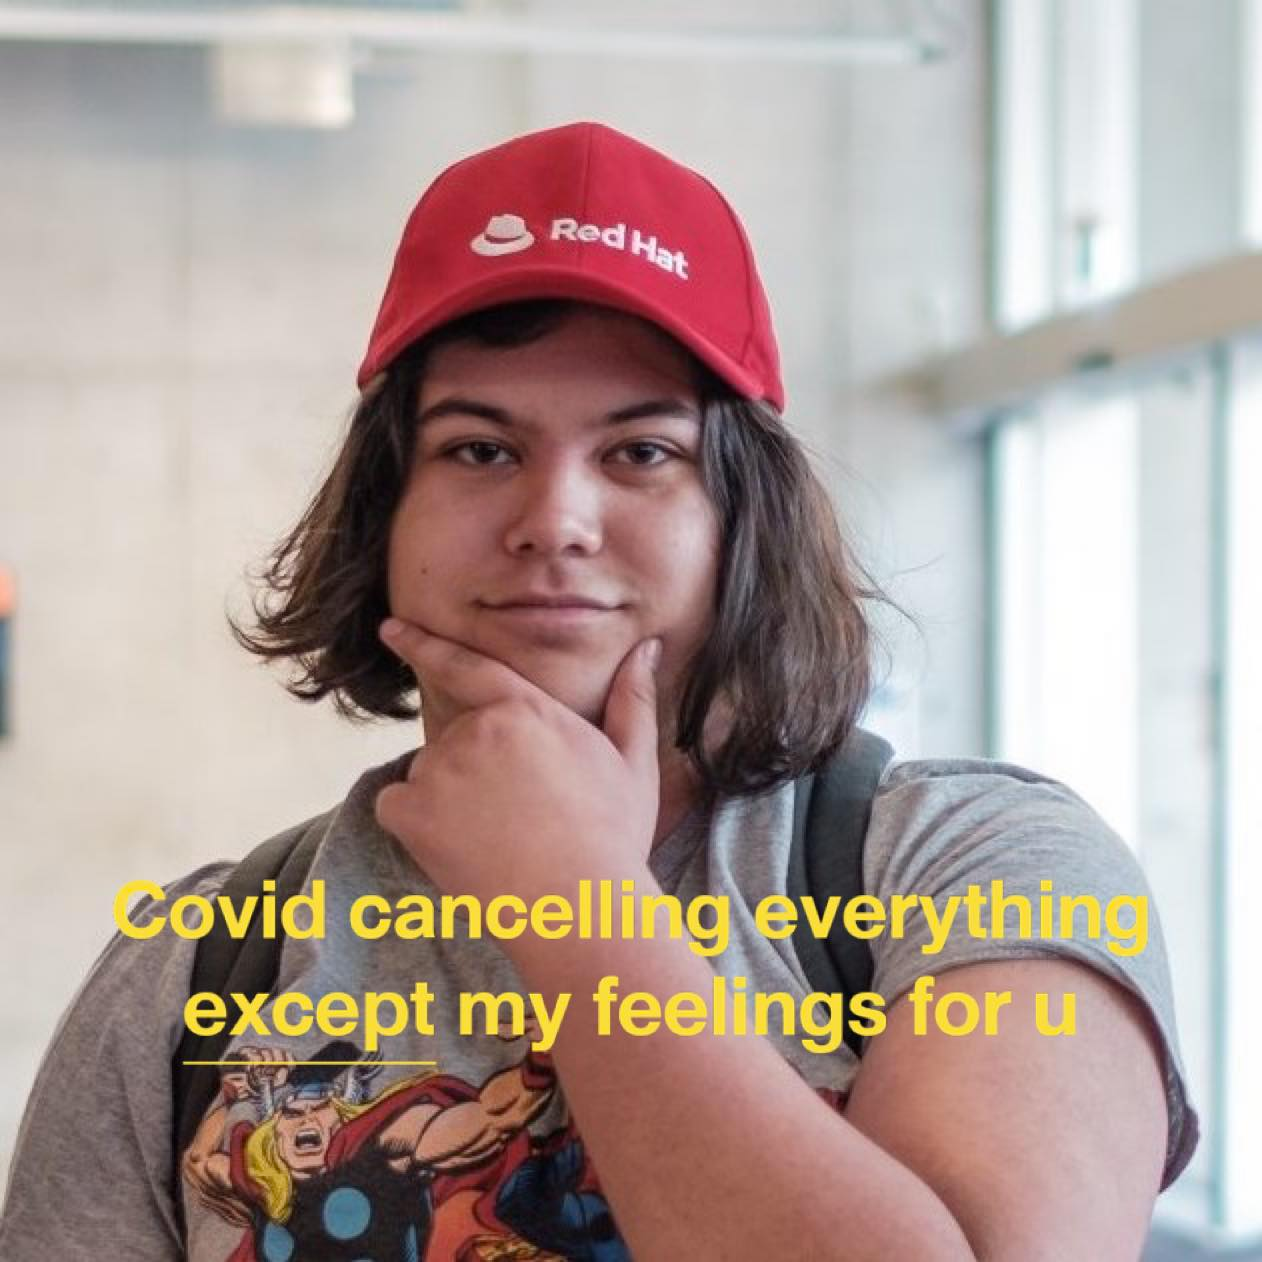 Red Hat
Covid cancelling everything
except my feelings for u